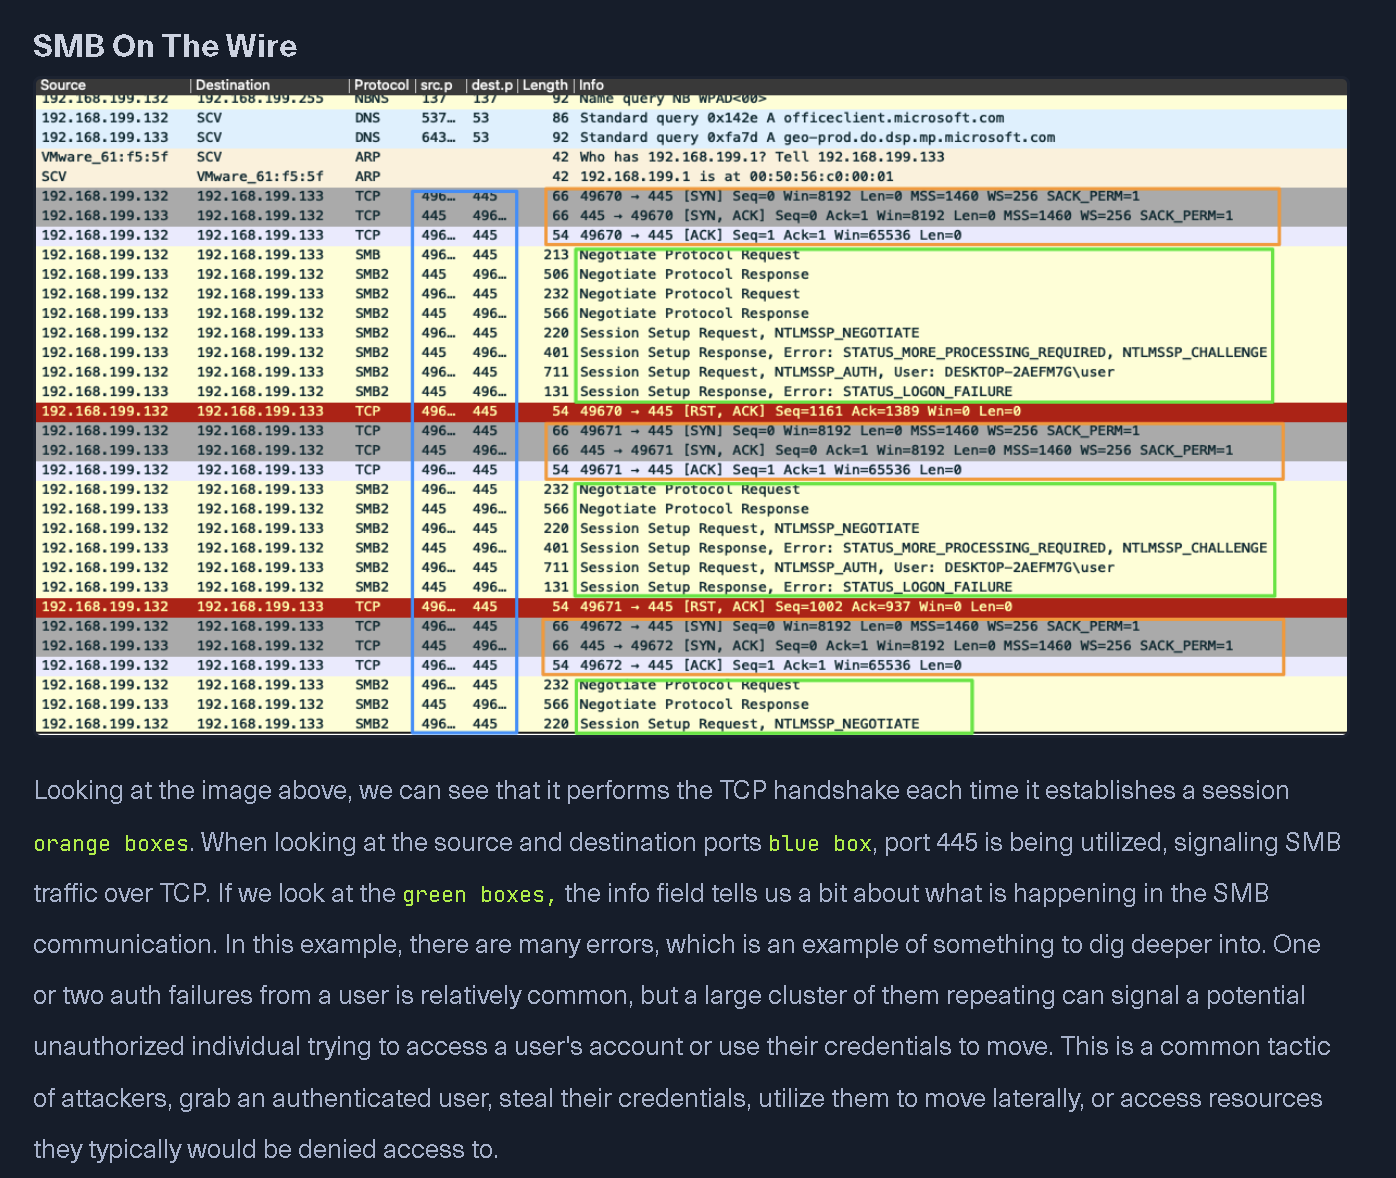 SMB On The Wire
Source Destination Protocol src.p dest.p Length Info
192.168.199.132 192.168.199.255 NBNS 137 137 92 Name query NB WPAD<00>
192.168.199.132 SCV DNS 537… 53 86 Standard query 0x142e A officeclient.microsoft.com
192.168.199.133 SCV DNS 643… 53 92 Standard query 0xfa7d A geo-prod.do.dsp.mp.microsoft.com
VMware_61:f5:5f SCV ARP 42 Who has 192.168.199.1? Tell 192.168.199.133
SCV VMware_61:f5:5f ARP 42 192.168.199.1 is at 00:50:56:c0:00:01
192.168.199.132 192.168.199.133 TCP 496… 445 66 49670 → 445 [SYN] Seq=0 Win=8192 Len=0 MSS=1460 WS=256 SACK_PERM=1
192.168.199.133 192.168.199.132 TCP 445 496… 66 445 → 49670 [SYN, ACK] Seq=0 Ack=1 Win=8192 Len=0 MSS=1460 WS=256 SACK_PERM=1
192.168.199.132 192.168.199.133 TCP 496… 445 54 49670 → 445 [ACK] Seq=1 Ack=1 Win=65536 Len=0
192.168.199.132 192.168.199.133 SMB 496… 445 213 Negotiate Protocol Request
192.168.199.133 192.168.199.132 SMB2 445 496… 506 Negotiate Protocol Response
192.168.199.132 192.168.199.133 SMB2 496… 445 232 Negotiate Protocol Request
192.168.199.133 192.168.199.132 SMB2 445 496… 566 Negotiate Protocol Response
192.168.199.132 192.168.199.133 SMB2 496… 445 220 Session Setup Request, NTLMSSP_NEGOTIATE
192.168.199.133 192.168.199.132 SMB2 445 496… 401 Session Setup Response, Error: STATUS_MORE_PROCESSING_REQUIRED, NTLMSSP_CHALLENGE
192.168.199.132 192.168.199.133 SMB2 496… 445 711 Session Setup Request, NTLMSSP_AUTH, User: DESKTOP-2AEFM7G\user
192.168.199.133 192.168.199.132 SMB2 445 496… 131 Session Setup Response, Error: STATUS_LOGON_FAILURE
192.168.199.132 192.168.199.133 TCP 496… 445 54 49670 → 445 [RST, ACK] Seq=1161 Ack=1389 Win=0 Len=0
192.168.199.132 192.168.199.133 TCP 496… 445 66 49671 → 445 [SYN] Seq=0 Win=8192 Len=0 MSS=1460 WS=256 SACK_PERM=1
192.168.199.133 192.168.199.132 TCP 445 496… 66 445 → 49671 [SYN, ACK] Seq=0 Ack=1 Win=8192 Len=0 MSS=1460 WS=256 SACK_PERM=1
192.168.199.132 192.168.199.133 TCP 496… 445 54 49671 → 445 [ACK] Seq=1 Ack=1 Win=65536 Len=0
192.168.199.132 192.168.199.133 SMB2 496… 445 232 Negotiate Protocol Request
192.168.199.133 192.168.199.132 SMB2 445 496… 566 Negotiate Protocol Response
192.168.199.132 192.168.199.133 SMB2 496… 445 220 Session Setup Request, NTLMSSP_NEGOTIATE
192.168.199.133 192.168.199.132 SMB2 445 496… 401 Session Setup Response, Error: STATUS_MORE_PROCESSING_REQUIRED, NTLMSSP_CHALLENGE
192.168.199.132 192.168.199.133 SMB2 496… 445 711 Session Setup Request, NTLMSSP_AUTH, User: DESKTOP-2AEFM7G\user
192.168.199.133 192.168.199.132 SMB2 445 496… 131 Session Setup Response, Error: STATUS_LOGON_FAILURE
192.168.199.132 192.168.199.133 TCP 496… 445 54 49671 → 445 [RST, ACK] Seq=1002 Ack=937 Win=0 Len=0
192.168.199.132 192.168.199.133 TCP 496… 445 66 49672 → 445 [SYN] Seq=0 Win=8192 Len=0 MSS=1460 WS=256 SACK_PERM=1
192.168.199.133 192.168.199.132 TCP 445 496… 66 445 → 49672 [SYN, ACK] Seq=0 Ack=1 Win=8192 Len=0 MSS=1460 WS=256 SACK_PERM=1
192.168.199.132 192.168.199.133 TCP 496… 445 54 49672 → 445 [ACK] Seq=1 Ack=1 Win=65536 Len=0
192.168.199.132 192.168.199.133 SMB2 496… 445 232 Negotiate Protocol Request
192.168.199.133 192.168.199.132 SMB2 445 496… 566 Negotiate Protocol Response
192.168.199.132 192.168.199.133 SMB2 496… 445 220 Session Setup Request, NTLMSSP_NEGOTIATE
Looking at the image above, we can see that it performs the TCP handshake each time it establishes a session
orange boxes. When looking at the source and destination ports blue box, port 445 is being utilized, signaling SMB
traffic over TCP. If we look at the green boxes, the info field tells us a bit about what is happening in the SMB
communication. In this example, there are many errors, which is an example of something to dig deeper into. One
or two auth failures from a user is relatively common, but a large cluster of them repeating can signal a potential
unauthorized individual trying to access a user's account or use their credentials to move. This is a common tactic
of attackers, grab an authenticated user, steal their credentials, utilize them to move laterally, or access resources
they typically would be denied access to.